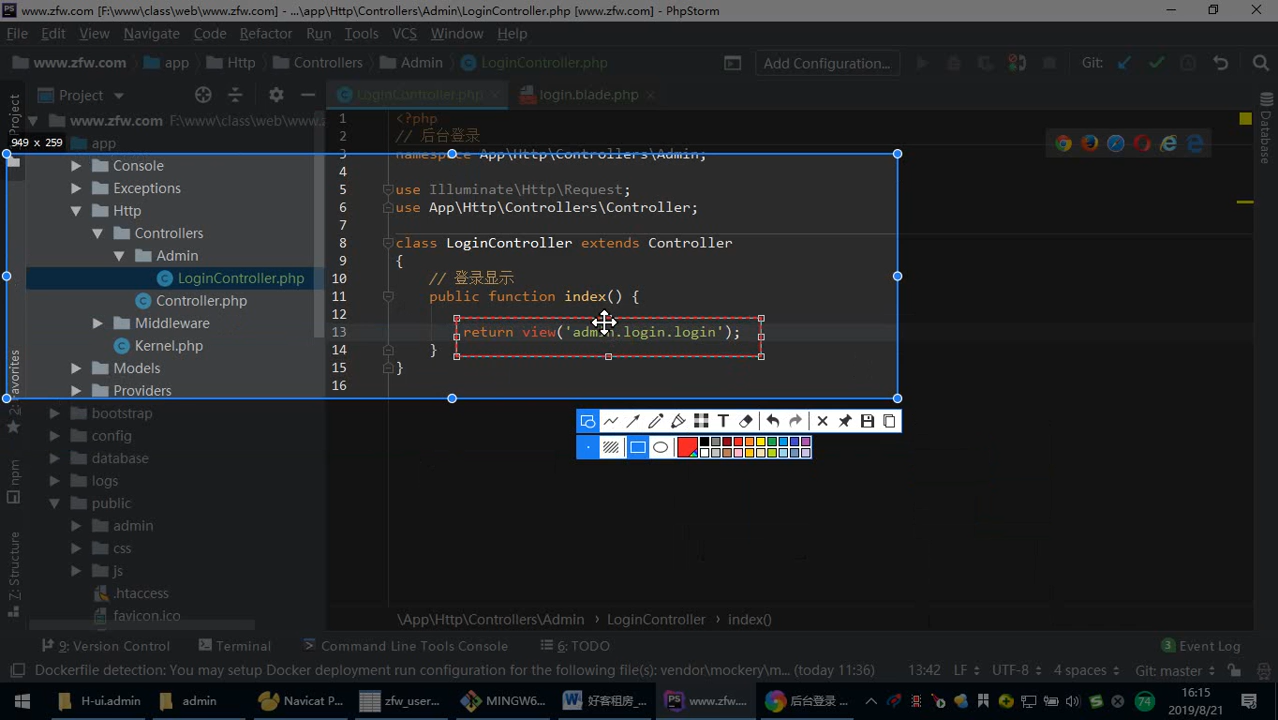 www.zfw.com [F:\www\class\web\www.zfw.com] - ...\app\Http\Controllers\Admin\LoginController.php [www.zfw.com] - PhpStorm
File Edit View Navigate Code Refactor Run Tools VCS Window Help
www.zfw.com app Http Controllers Admin LoginController.php Add Configuration... Git:
Project LoginController.php login.blade.php
1: Project
Database
www.zfw.com F:\www\class\web\www.z
949 x 259
app
Console
Exceptions
Http
Controllers
Admin
LoginController.php
Controller.php
Middleware
Kernel.php
Models
Providers
bootstrap
config
database
logs
public
admin
css
js
.htaccess
favicon.ico
2: Favorites
npm
Z: Structure
1 <?php
2 // 后台登录
3 namespace App\Http\Controllers\Admin;
4
5 use Illuminate\Http\Request;
6 use App\Http\Controllers\Controller;
7
8 class LoginController extends Controller
9 {
10 // 登录显示
11 public function index() {
12
13 return view('admin.login.login');
14 }
15 }
16
T
\App\Http\Controllers\Admin LoginController index()
9: Version Control Terminal Command Line Tools Console 6: TODO 3 Event Log
Dockerfile detection: You may setup Docker deployment run configuration for the following file(s): vendor/mockery/m... (today 11:36) 13:42 LF UTF-8 4 spaces Git: master
H-ui.admin admin Navicat P... zfw_user... MINGW6... 好客租房_... www.zfw.... 后台登录 ... 74 16:15
2019/8/21